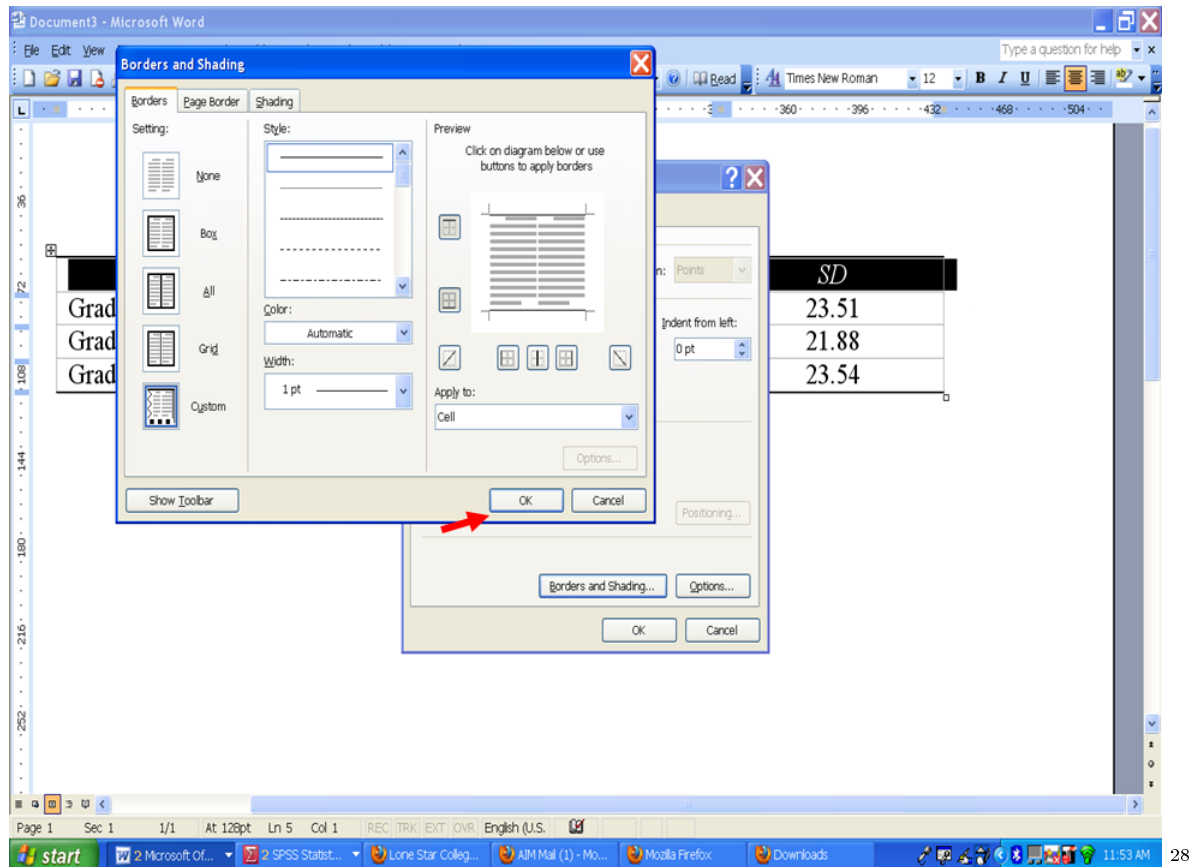 Document3 - Microsoft Word
File Edit View
Type a question for help
Read Times New Roman 12 B I U
L 360 396 432 468 504
Borders and Shading
Borders Page Border Shading
Setting:
None
Box
All
Grid
Custom
Style:
Color:
Automatic
Width:
1 pt
Preview
Click on diagram below or use
buttons to apply borders
Apply to:
Cell
Options...
Show Toolbar OK Cancel
n: Points
Indent from left:
0 pt
Positioning...
Borders and Shading... Options...
OK Cancel
SD
Grad 23.51
Grad 21.88
Grad 23.54
36
72
108
144
180
216
252
Page 1 Sec 1 1/1 At 128pt Ln 5 Col 1 REC TRK EXT OVR English (U.S.
start 2 Microsoft Of... 2 SPSS Statist... Lone Star Colleg... AIM Mail (1) - Mo... Mozilla Firefox Downloads 11:53 AM
28